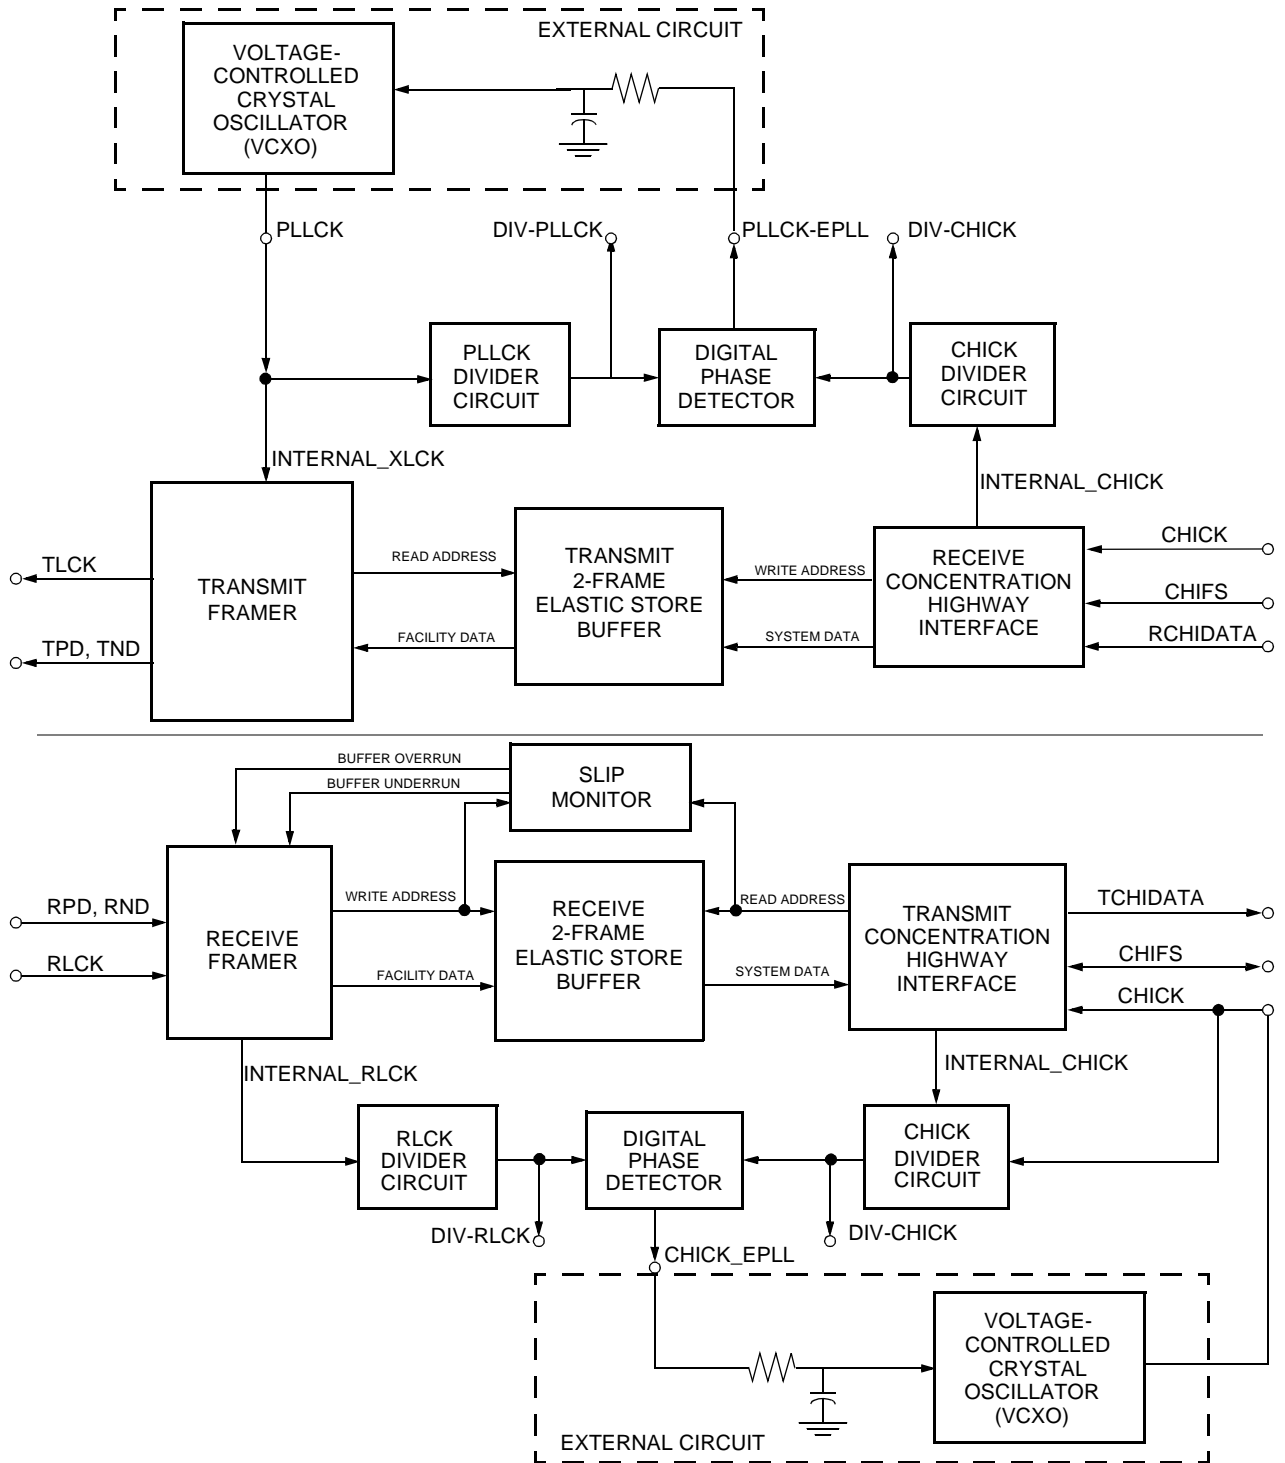 EXTERNAL CIRCUIT
VOLTAGE-
CONTROLLED
CRYSTAL
OSCILLATOR
(VCXO)
PLLCK
DIV-PLLCK
PLLCK-EPLL
DIV-CHICK
PLLCK
DIVIDER
CIRCUIT
DIGITAL
PHASE
DETECTOR
CHICK
DIVIDER
CIRCUIT
INTERNAL_XLCK
INTERNAL_CHICK
TLCK
TPD, TND
TRANSMIT
FRAMER
READ ADDRESS
FACILITY DATA
TRANSMIT
2-FRAME
ELASTIC STORE
BUFFER
WRITE ADDRESS
SYSTEM DATA
RECEIVE
CONCENTRATION
HIGHWAY
INTERFACE
CHICK
CHIFS
RCHIDATA
BUFFER OVERRUN
BUFFER UNDERRUN
SLIP
MONITOR
RPD, RND
RLCK
RECEIVE
FRAMER
WRITE ADDRESS
FACILITY DATA
RECEIVE
2-FRAME
ELASTIC STORE
BUFFER
READ ADDRESS
SYSTEM DATA
TRANSMIT
CONCENTRATION
HIGHWAY
INTERFACE
TCHIDATA
CHIFS
CHICK
INTERNAL_RLCK
INTERNAL_CHICK
RLCK
DIVIDER
CIRCUIT
DIGITAL
PHASE
DETECTOR
CHICK
DIVIDER
CIRCUIT
DIV-RLCK
CHICK_EPLL
DIV-CHICK
VOLTAGE-
CONTROLLED
CRYSTAL
OSCILLATOR
(VCXO)
EXTERNAL CIRCUIT